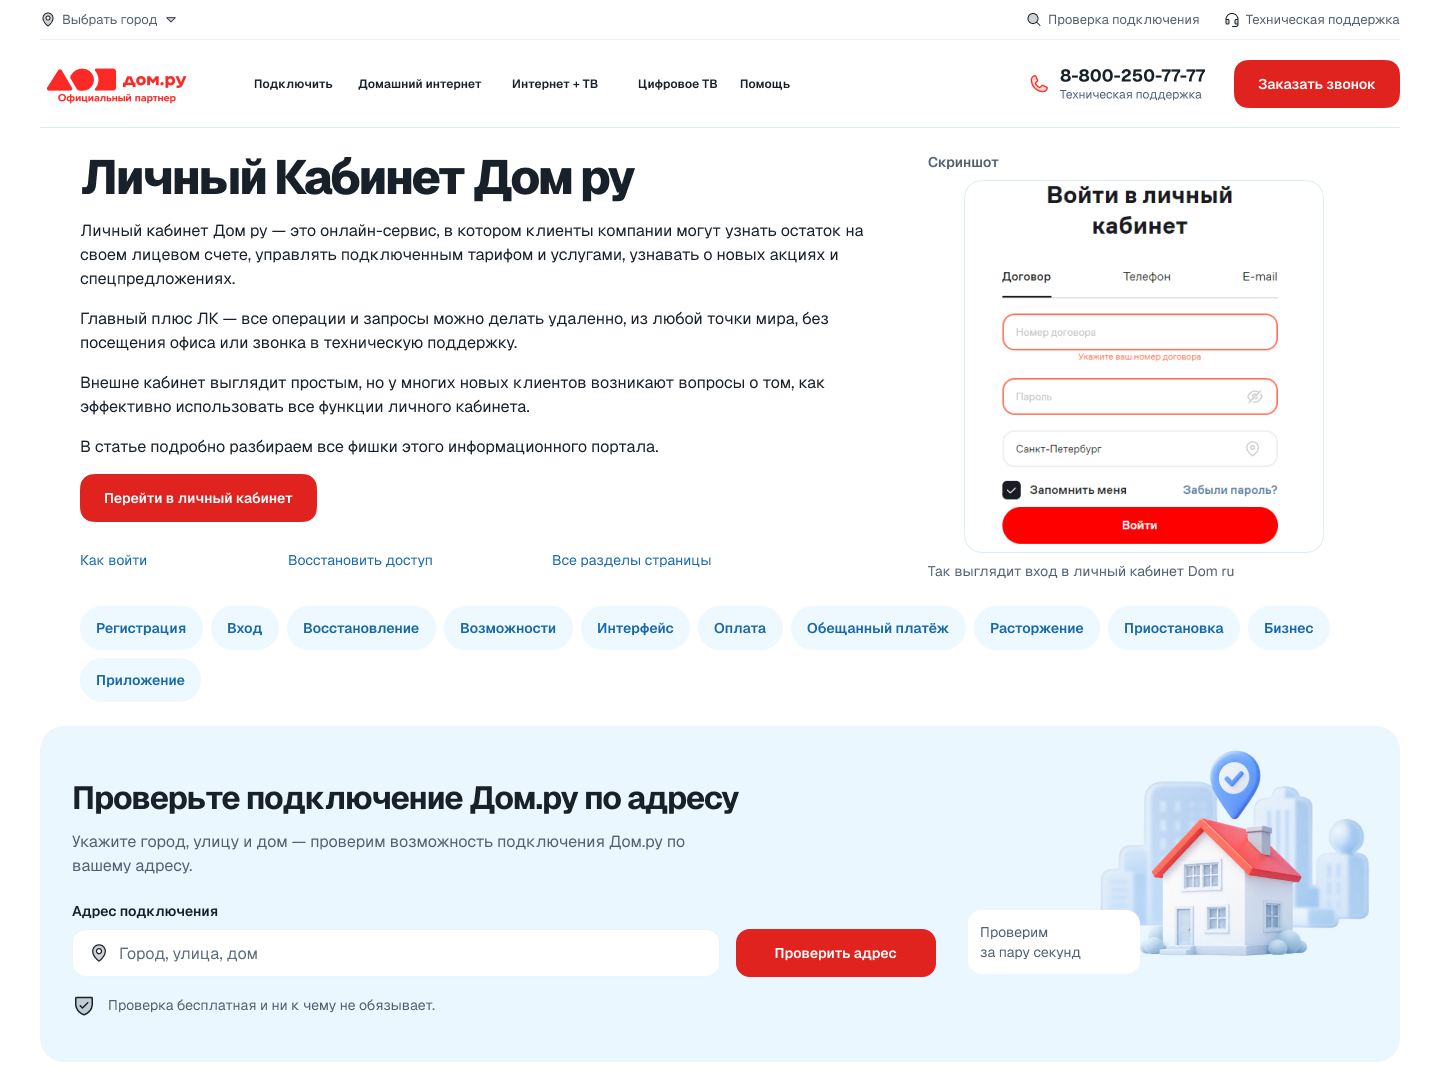 Выбрать город
Проверка подключения
Техническая поддержка
дом.ру
Официальный партнер
Подключить
Домашний интернет
Интернет + ТВ
Цифровое ТВ
Помощь
8-800-250-77-77
Техническая поддержка
Заказать звонок
Личный Кабинет Дом ру
Личный кабинет Дом ру — это онлайн-сервис, в котором клиенты компании могут узнать остаток на
своем лицевом счете, управлять подключенным тарифом и услугами, узнавать о новых акциях и
спецпредложениях.
Главный плюс ЛК — все операции и запросы можно делать удаленно, из любой точки мира, без
посещения офиса или звонка в техническую поддержку.
Внешне кабинет выглядит простым, но у многих новых клиентов возникают вопросы о том, как
эффективно использовать все функции личного кабинета.
В статье подробно разбираем все фишки этого информационного портала.
Перейти в личный кабинет
Как войти
Восстановить доступ
Все разделы страницы
Скриншот
Войти в личный
кабинет
Договор
Телефон
E-mail
Номер договора
Укажите ваш номер договора
Пароль
Санкт-Петербург
Запомнить меня
Забыли пароль?
Войти
Так выглядит вход в личный кабинет Dom ru
Регистрация
Вход
Восстановление
Возможности
Интерфейс
Оплата
Обещанный платёж
Расторжение
Приостановка
Бизнес
Приложение
Проверьте подключение Дом.ру по адресу
Укажите город, улицу и дом — проверим возможность подключения Дом.ру по
вашему адресу.
Адрес подключения
Город, улица, дом
Проверить адрес
Проверим
за пару секунд
Проверка бесплатная и ни к чему не обязывает.